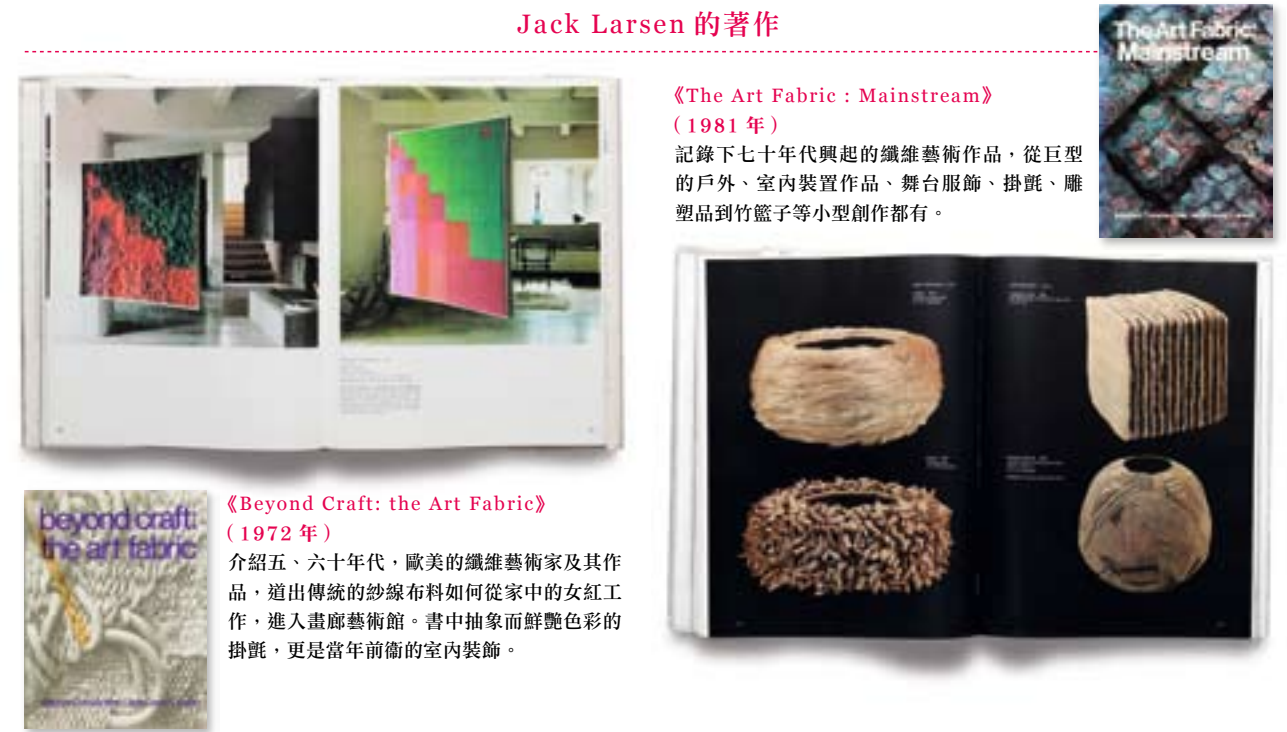 Jack Larsen 的著作
《The Art Fabric : Mainstream》
（1981 年）
記錄下七十年代興起的纖維藝術作品，從巨型
的戶外、室內裝置作品、舞台服飾、掛氈、雕
塑品到竹籃子等小型創作都有。
The Art Fabric:
Mainstream
beyond craft:
the art fabric
《Beyond Craft: the Art Fabric》
（1972 年）
介紹五、六十年代，歐美的纖維藝術家及其作
品，道出傳統的紗線布料如何從家中的女紅工
作，進入畫廊藝術館。書中抽象而鮮艷色彩的
掛氈，更是當年前衞的室內裝飾。